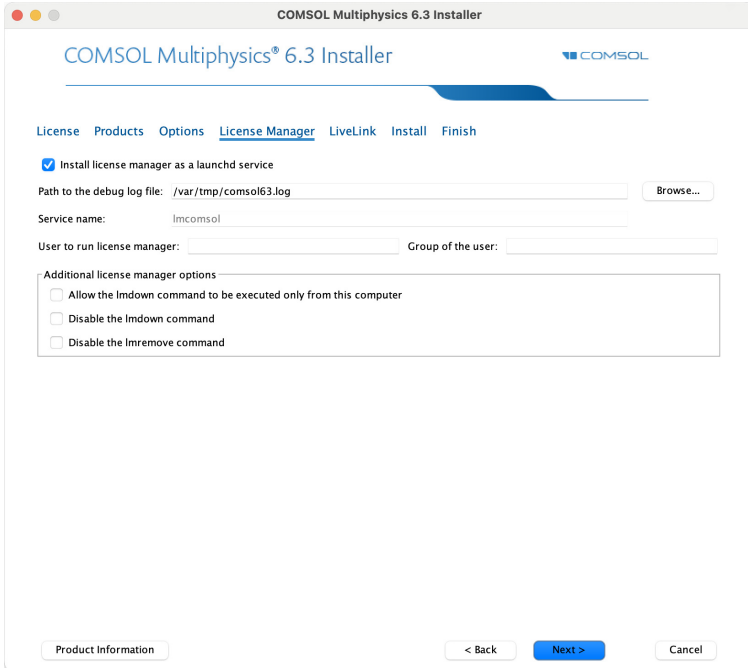 COMSOL Multiphysics 6.3 Installer
COMSOL Multiphysics® 6.3 Installer
COMSOL
License Products Options License Manager LiveLink Install Finish
Install license manager as a launchd service
Path to the debug log file: /var/tmp/comsol63.log Browse...
Service name: lmcomsol
User to run license manager: Group of the user:
Additional license manager options
Allow the lmdown command to be executed only from this computer
Disable the lmdown command
Disable the lmremove command
Product Information < Back Next > Cancel